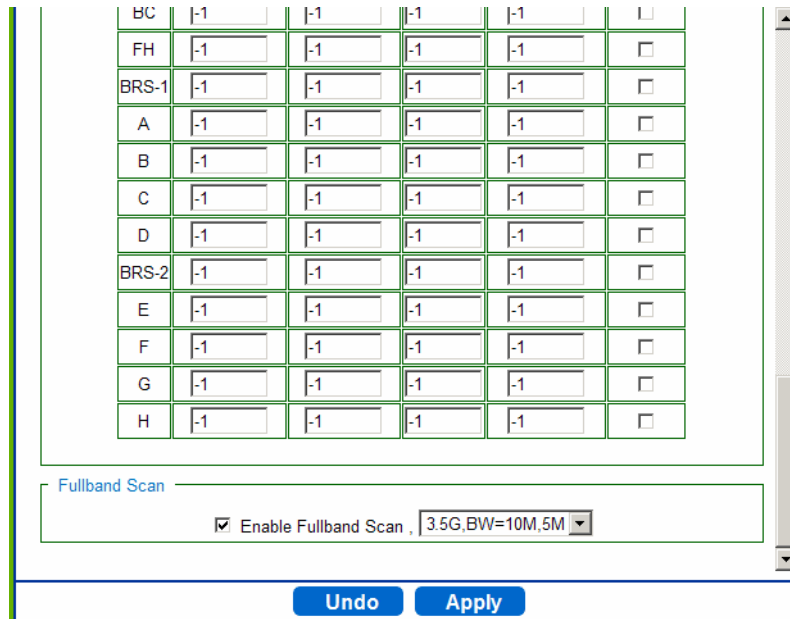 BC -1 -1 -1 -1
FH -1 -1 -1 -1
BRS-1 -1 -1 -1 -1
A -1 -1 -1 -1
B -1 -1 -1 -1
C -1 -1 -1 -1
D -1 -1 -1 -1
BRS-2 -1 -1 -1 -1
E -1 -1 -1 -1
F -1 -1 -1 -1
G -1 -1 -1 -1
H -1 -1 -1 -1
Fullband Scan
Enable Fullband Scan , 3.5G,BW=10M,5M
Undo Apply